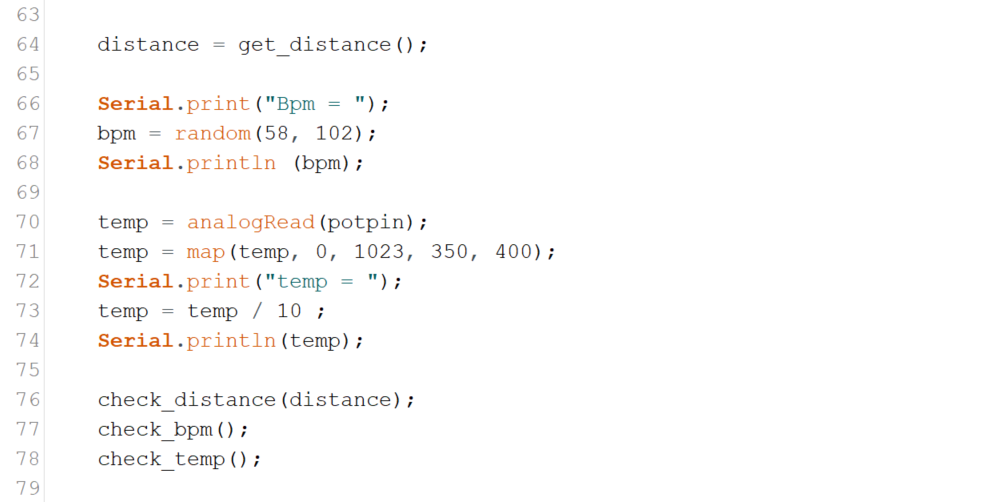 63
64 distance = get_distance();
65
66 Serial.print("Bpm = ");
67 bpm = random(58, 102);
68 Serial.println (bpm);
69
70 temp = analogRead(potpin);
71 temp = map(temp, 0, 1023, 350, 400);
72 Serial.print("temp = ");
73 temp = temp / 10 ;
74 Serial.println(temp);
75
76 check_distance(distance);
77 check_bpm();
78 check_temp();
79